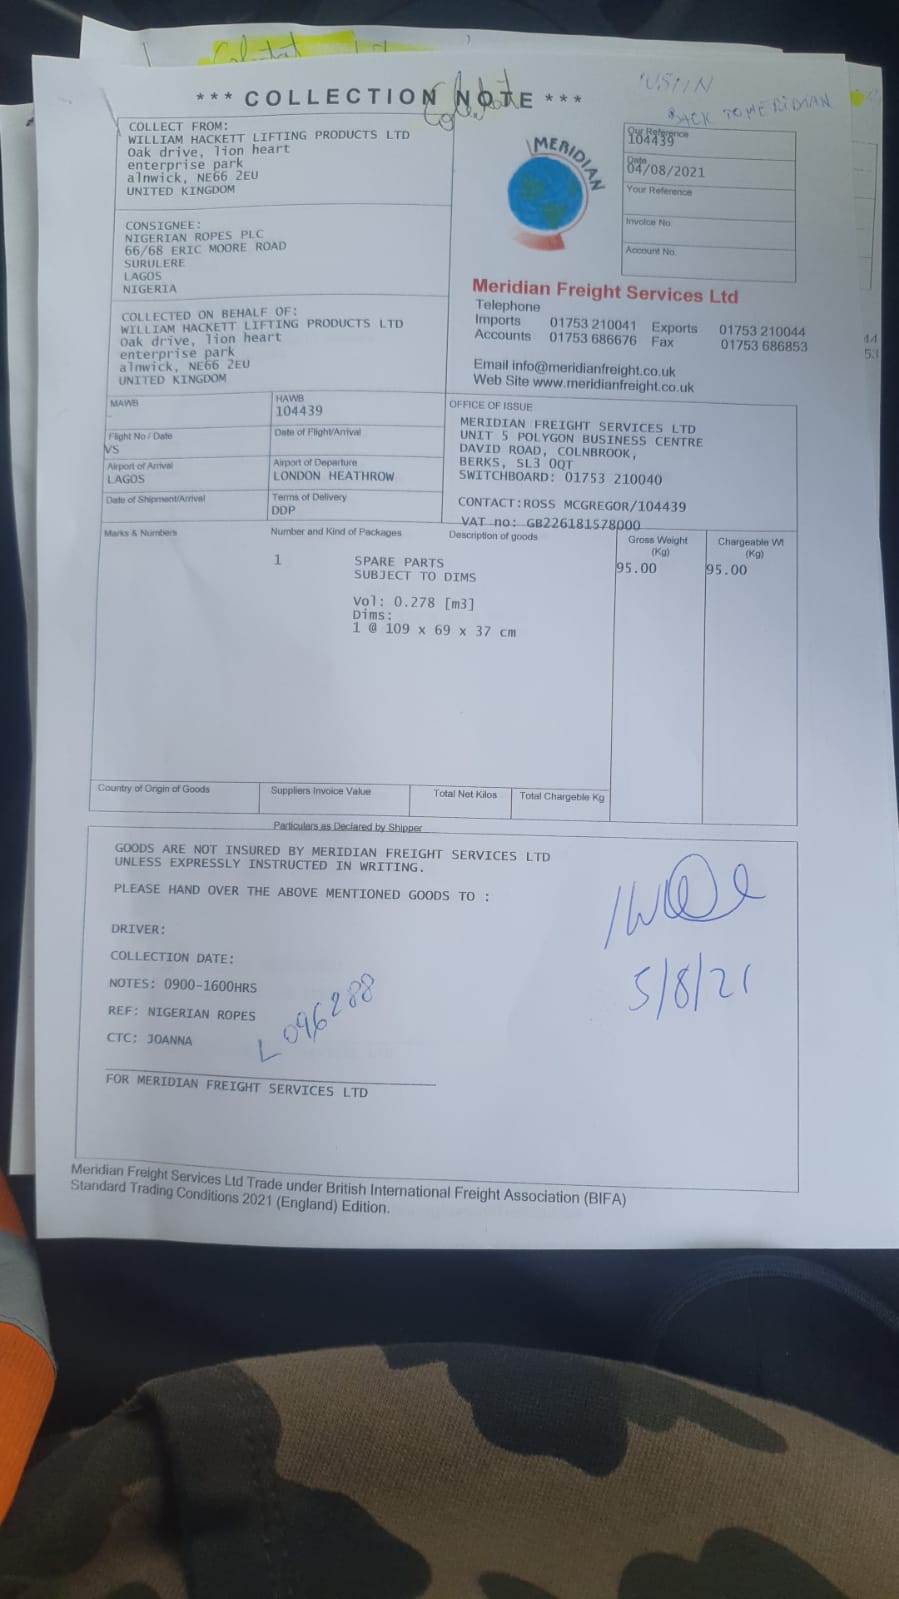 *** COLLECTION NOTE ***
BACK TO MERIDIAN
COLLECT FROM:
WILLIAM HACKETT LIFTING PRODUCTS LTD
Oak drive, lion heart
enterprise park
alnwick, NE66 2EU
UNITED KINGDOM
CONSIGNEE:
NIGERIAN ROPES PLC
66/68 ERIC MOORE ROAD
SURULERE
LAGOS
NIGERIA
COLLECTED ON BEHALF OF:
WILLIAM HACKETT LIFTING PRODUCTS LTD
Oak drive, lion heart
enterprise park
alnwick, NE66 2EU
UNITED KINGDOM
MERIDIAN
Our Reference
104439
Date
04/08/2021
Your Reference
Invoice No.
Account No.
Meridian Freight Services Ltd
Telephone
Imports 01753 210041 Exports 01753 210044
Accounts 01753 686676 Fax 01753 686853
Email info@meridianfreight.co.uk
Web Site www.meridianfreight.co.uk
MAWB
HAWB
104439
Flight No / Date
VS
Date of Flight/Arrival
Airport of Arrival
LAGOS
Airport of Departure
LONDON HEATHROW
Date of Shipment/Arrival
Terms of Delivery
DDP
OFFICE OF ISSUE
MERIDIAN FREIGHT SERVICES LTD
UNIT 5 POLYGON BUSINESS CENTRE
DAVID ROAD, COLNBROOK,
BERKS, SL3 0QT
SWITCHBOARD: 01753 210040
CONTACT:ROSS MCGREGOR/104439
VAT no: GB226181578000
Marks & Numbers
Number and Kind of Packages
Description of goods
Gross Weight
(Kg)
Chargeable Wt
(Kg)
1 SPARE PARTS 95.00 95.00
SUBJECT TO DIMS
Vol: 0.278 [m3]
Dims:
1 @ 109 x 69 x 37 cm
Country of Origin of Goods
Suppliers Invoice Value
Total Net Kilos
Total Chargeble Kg
Particulars as Declared by Shipper
GOODS ARE NOT INSURED BY MERIDIAN FREIGHT SERVICES LTD
UNLESS EXPRESSLY INSTRUCTED IN WRITING.
PLEASE HAND OVER THE ABOVE MENTIONED GOODS TO :
DRIVER:
COLLECTION DATE:
5/8/21
NOTES: 0900-1600HRS
REF: NIGERIAN ROPES
L096288
CTC: JOANNA
FOR MERIDIAN FREIGHT SERVICES LTD
Meridian Freight Services Ltd Trade under British International Freight Association (BIFA)
Standard Trading Conditions 2021 (England) Edition.